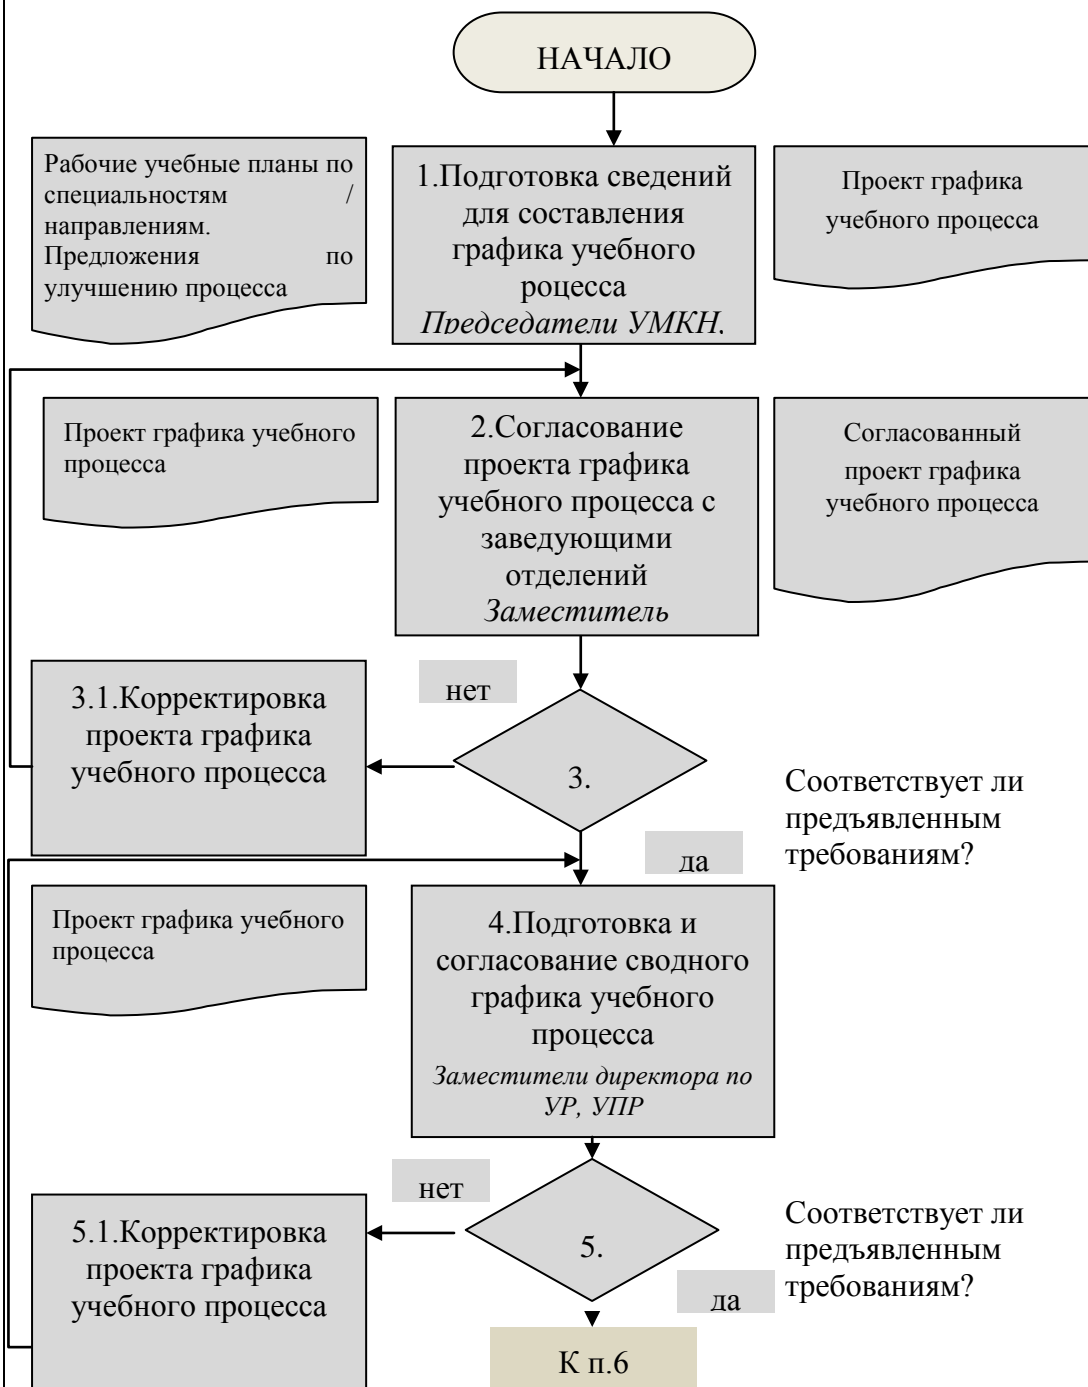 НАЧАЛО
Рабочие учебные планы по
специальностям /
направлениям.
Предложения по
улучшению процесса
1.Подготовка сведений
для составления
графика учебного
роцесса
Председатели УМКН.
Проект графика
учебного процесса
Проект графика учебного
процесса
2.Согласование
проекта графика
учебного процесса с
заведующими
отделений
Заместитель
Согласованный
проект графика
учебного процесса
3.1.Корректировка
проекта графика
учебного процесса
нет
3.
Соответствует ли
предъявленным
требованиям?
да
Проект графика учебного
процесса
4.Подготовка и
согласование сводного
графика учебного
процесса
Заместители директора по
УР, УПР
5.1.Корректировка
проекта графика
учебного процесса
нет
5.
Соответствует ли
предъявленным
требованиям?
да
К п.6